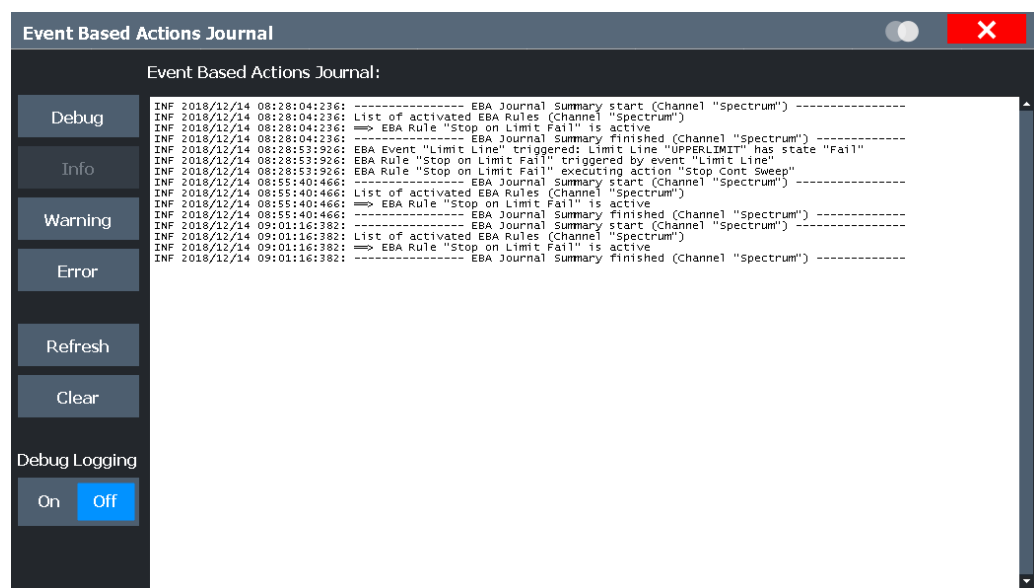 Event Based Actions Journal
Event Based Actions Journal:
Debug
Info
Warning
Error
Refresh
Clear
Debug Logging
On Off
INF 2018/12/14 08:28:04:236: ---------------- EBA Journal Summary start (Channel "Spectrum") ----------------
INF 2018/12/14 08:28:04:236: List of activated EBA Rules (Channel "Spectrum")
INF 2018/12/14 08:28:04:236: ==> EBA Rule "Stop on Limit Fail" is active
INF 2018/12/14 08:28:04:236: ---------------- EBA Journal Summary finished (Channel "Spectrum") -------------
INF 2018/12/14 08:28:53:926: EBA Event "Limit Line" triggered: Limit Line "UPPERLIMIT" has state "Fail"
INF 2018/12/14 08:28:53:926: EBA Rule "Stop on Limit Fail" triggered by event "Limit Line"
INF 2018/12/14 08:28:53:926: EBA Rule "Stop on Limit Fail" executing action "Stop Cont Sweep"
INF 2018/12/14 08:55:40:466: ---------------- EBA Journal Summary start (Channel "Spectrum") ----------------
INF 2018/12/14 08:55:40:466: List of activated EBA Rules (Channel "Spectrum")
INF 2018/12/14 08:55:40:466: ==> EBA Rule "Stop on Limit Fail" is active
INF 2018/12/14 08:55:40:466: ---------------- EBA Journal Summary finished (Channel "Spectrum") -------------
INF 2018/12/14 09:01:16:382: ---------------- EBA Journal Summary start (Channel "Spectrum") ----------------
INF 2018/12/14 09:01:16:382: List of activated EBA Rules (Channel "Spectrum")
INF 2018/12/14 09:01:16:382: ==> EBA Rule "Stop on Limit Fail" is active
INF 2018/12/14 09:01:16:382: ---------------- EBA Journal Summary finished (Channel "Spectrum") -------------